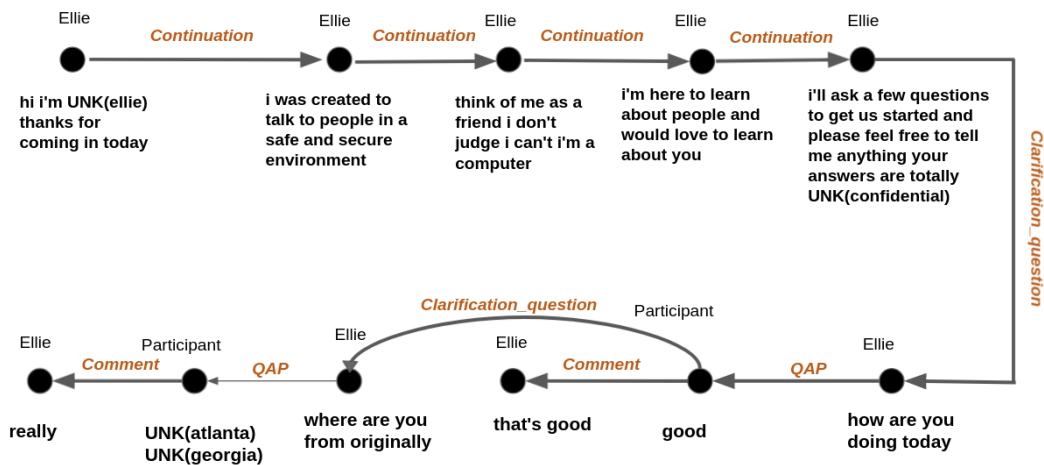 Ellie
Continuation
Ellie
Continuation
Ellie
Continuation
Ellie
Continuation
Ellie
hi i'm UNK(ellie)
thanks for
coming in today
i was created to
talk to people in a
safe and secure
environment
think of me as a
friend i don't
judge i can't i'm a
computer
i'm here to learn
about people and
would love to learn
about you
i'll ask a few questions
to get us started and
please feel free to tell
me anything your
answers are totally
UNK(confidential)
Clarification_question
Clarification_question
Participant
Ellie
Comment
Participant
QAP
Ellie
Ellie
Comment
QAP
Ellie
really
UNK(atlanta)
UNK(georgia)
where are you
from originally
that's good
good
how are you
doing today